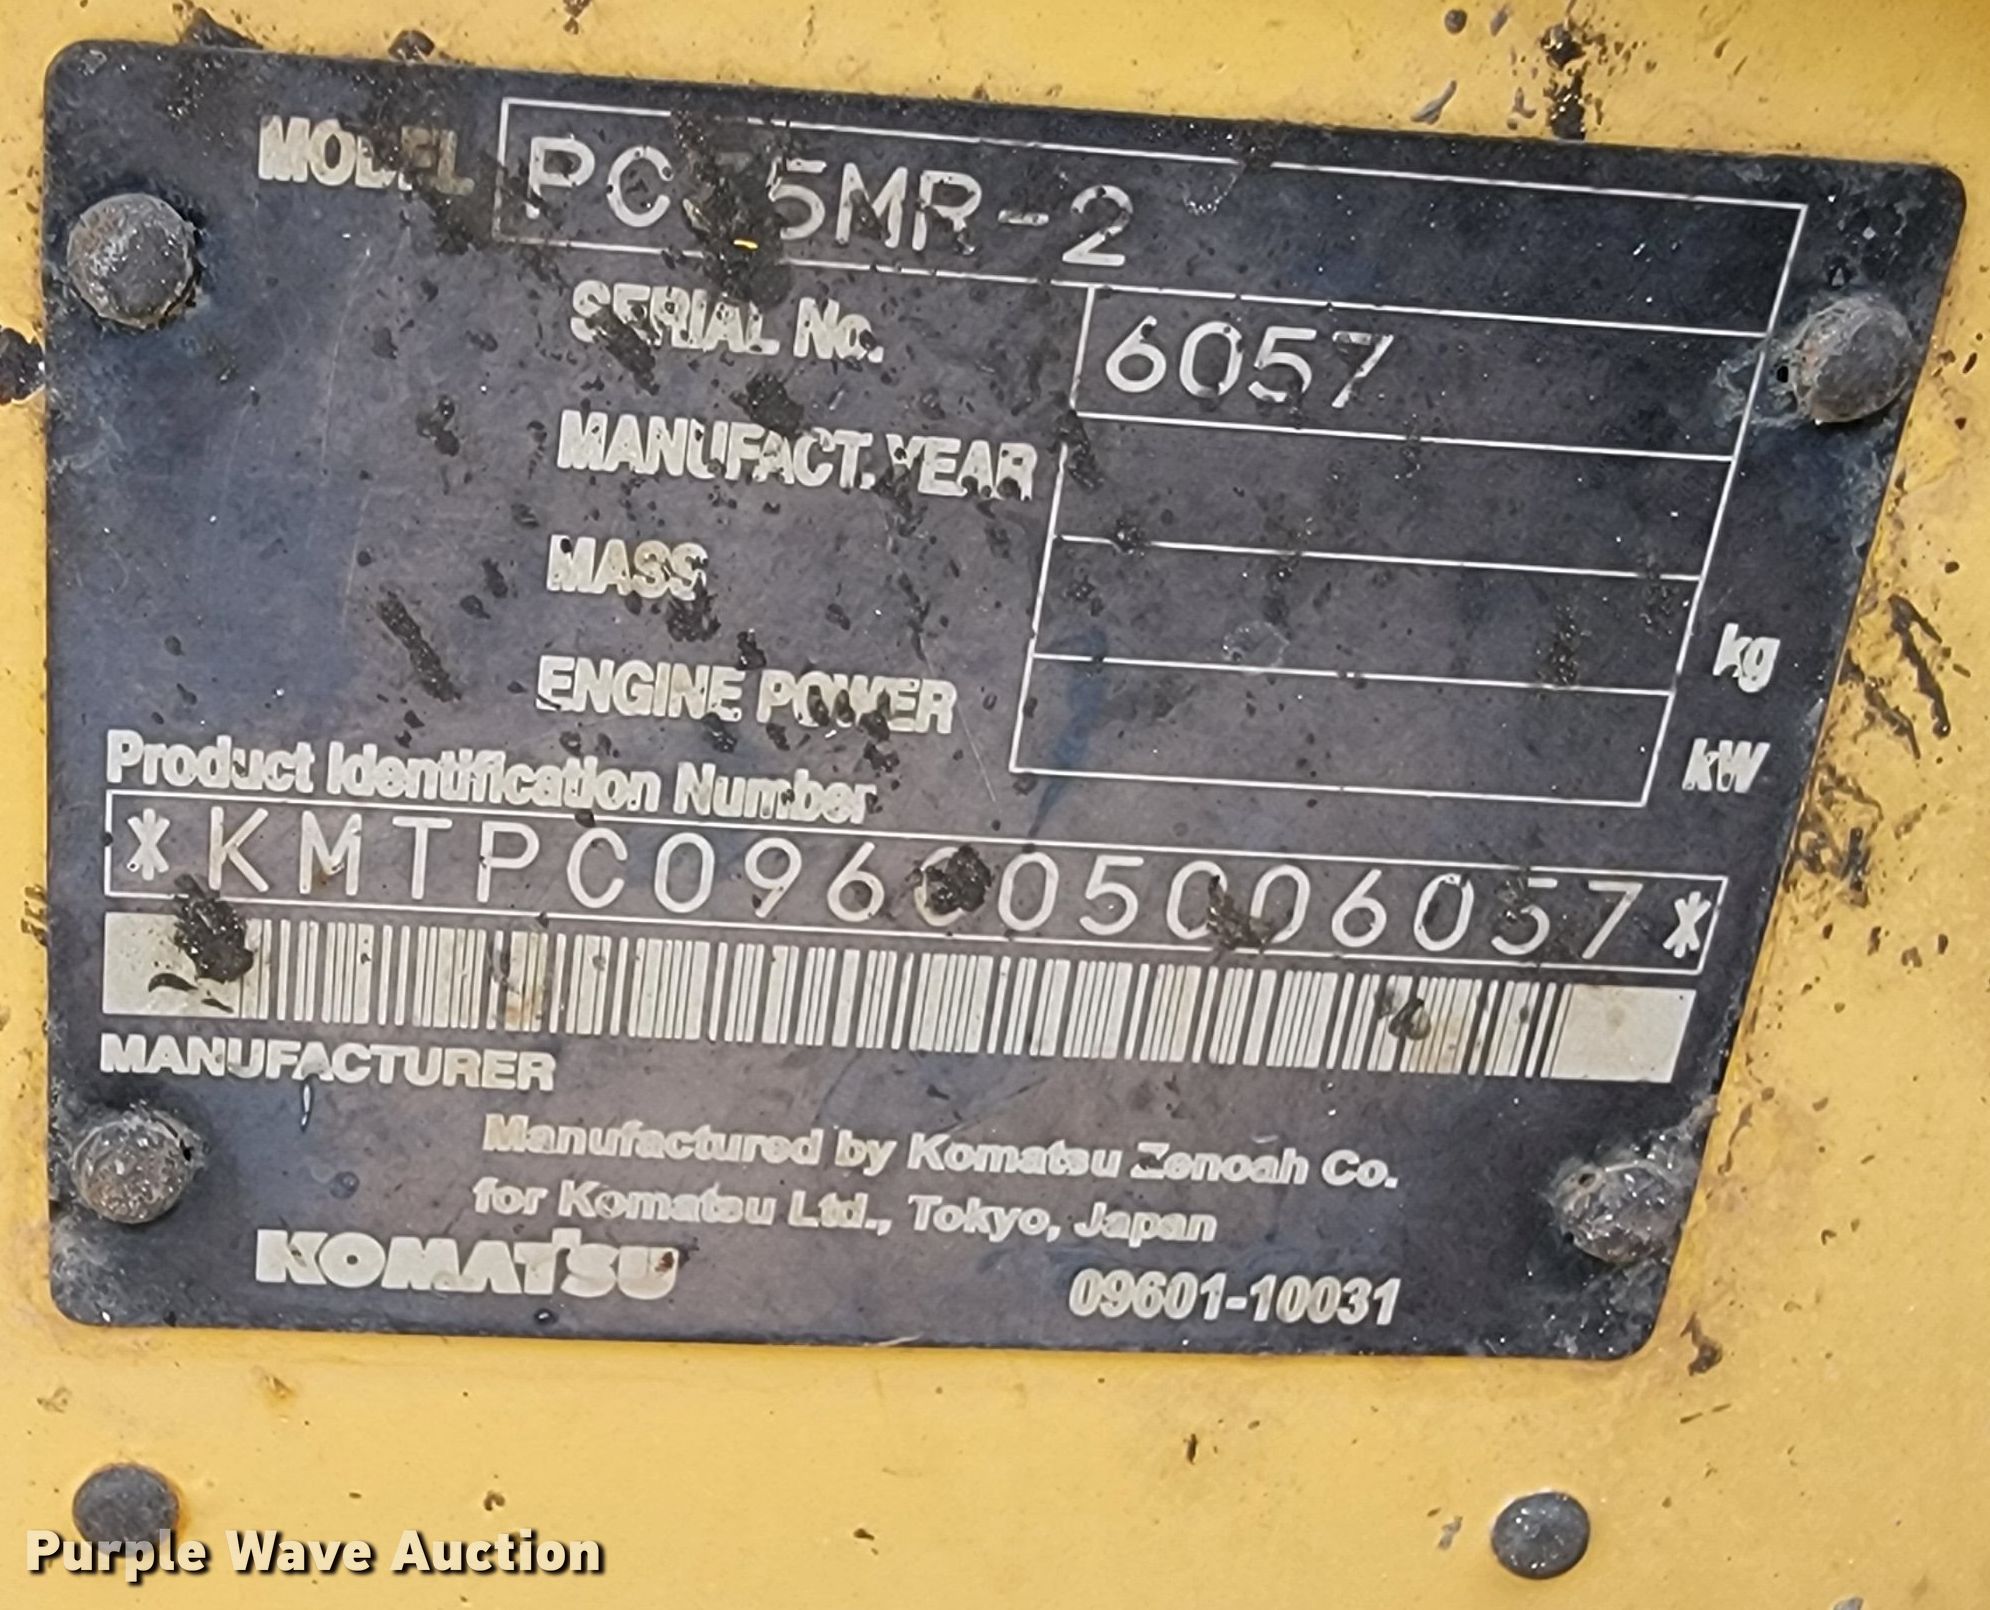 MODEL
SERIAL No. 6057
MANUFACT. YEAR
MASS kg
ENGINE POWER kW
Product Identification Number
MANUFACTURER
Manufactured by Komatsu Zenoah Co.
for Komatsu Ltd., Tokyo, Japan
KOMATSU 09601-10031
Purple Wave Auction